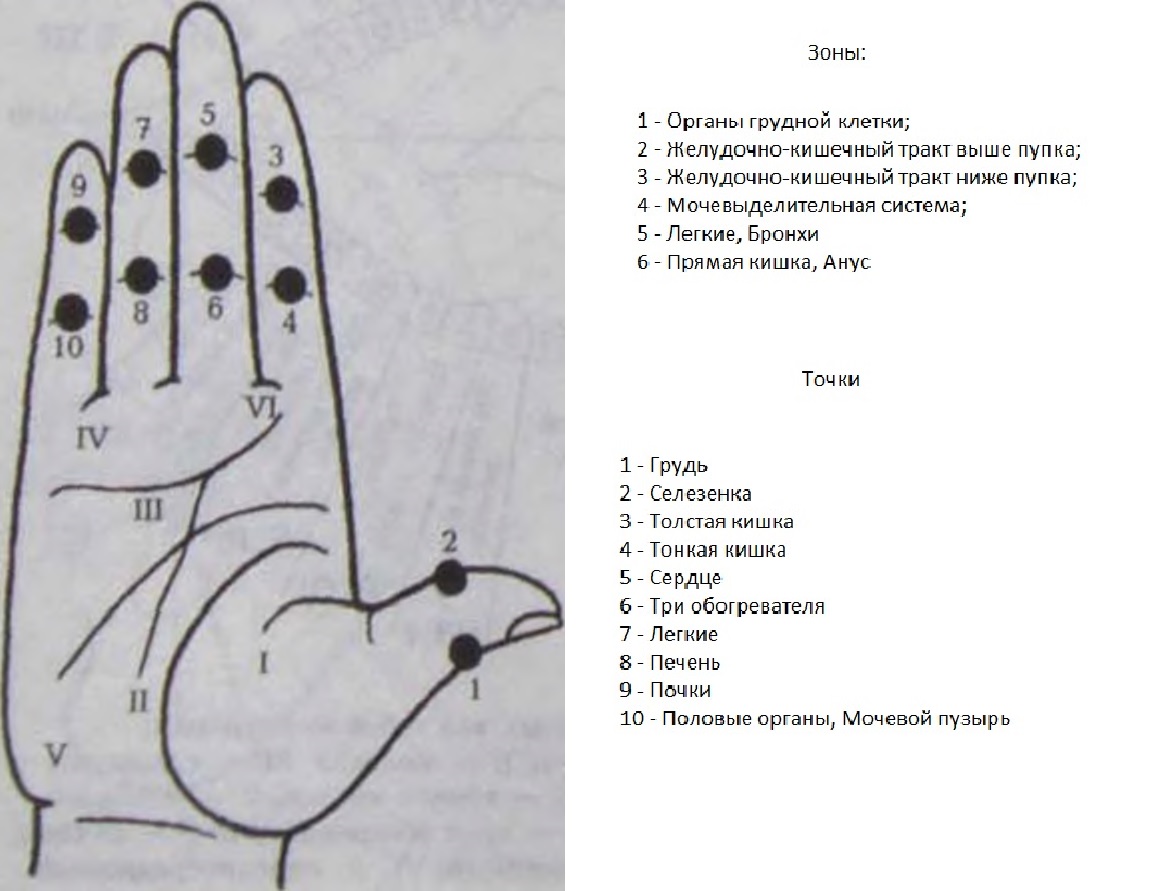 7
5
3
9
8
6
4
10
IV
VI
III
2
I
1
II
V
Зоны:
1 - Органы грудной клетки;
2 - Желудочно-кишечный тракт выше пупка;
3 - Желудочно-кишечный тракт ниже пупка;
4 - Мочевыделительная система;
5 - Легкие, Бронхи
6 - Прямая кишка, Анус
Точки
1 - Грудь
2 - Селезенка
3 - Толстая кишка
4 - Тонкая кишка
5 - Сердце
6 - Три обогревателя
7 - Легкие
8 - Печень
9 - Почки
10 - Половые органы, Мочевой пузырь